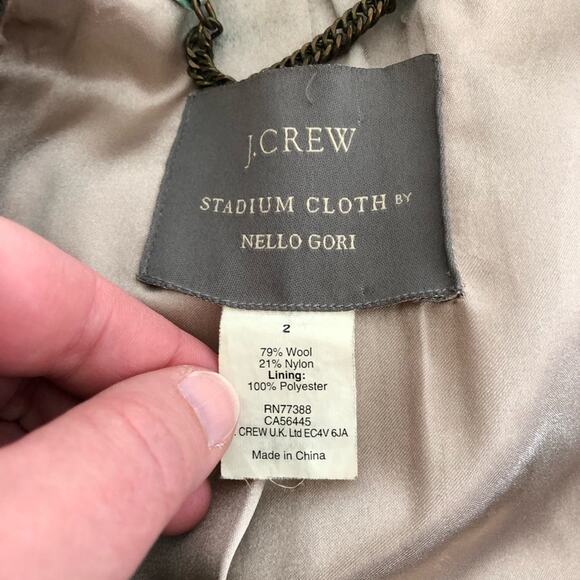 J.CREW
STADIUM CLOTH BY
NELLO GORI
2
79% Wool
21% Nylon
Lining:
100% Polyester
RN77388
CA56445
. CREW U.K. Ltd EC4V 6JA
Made in China